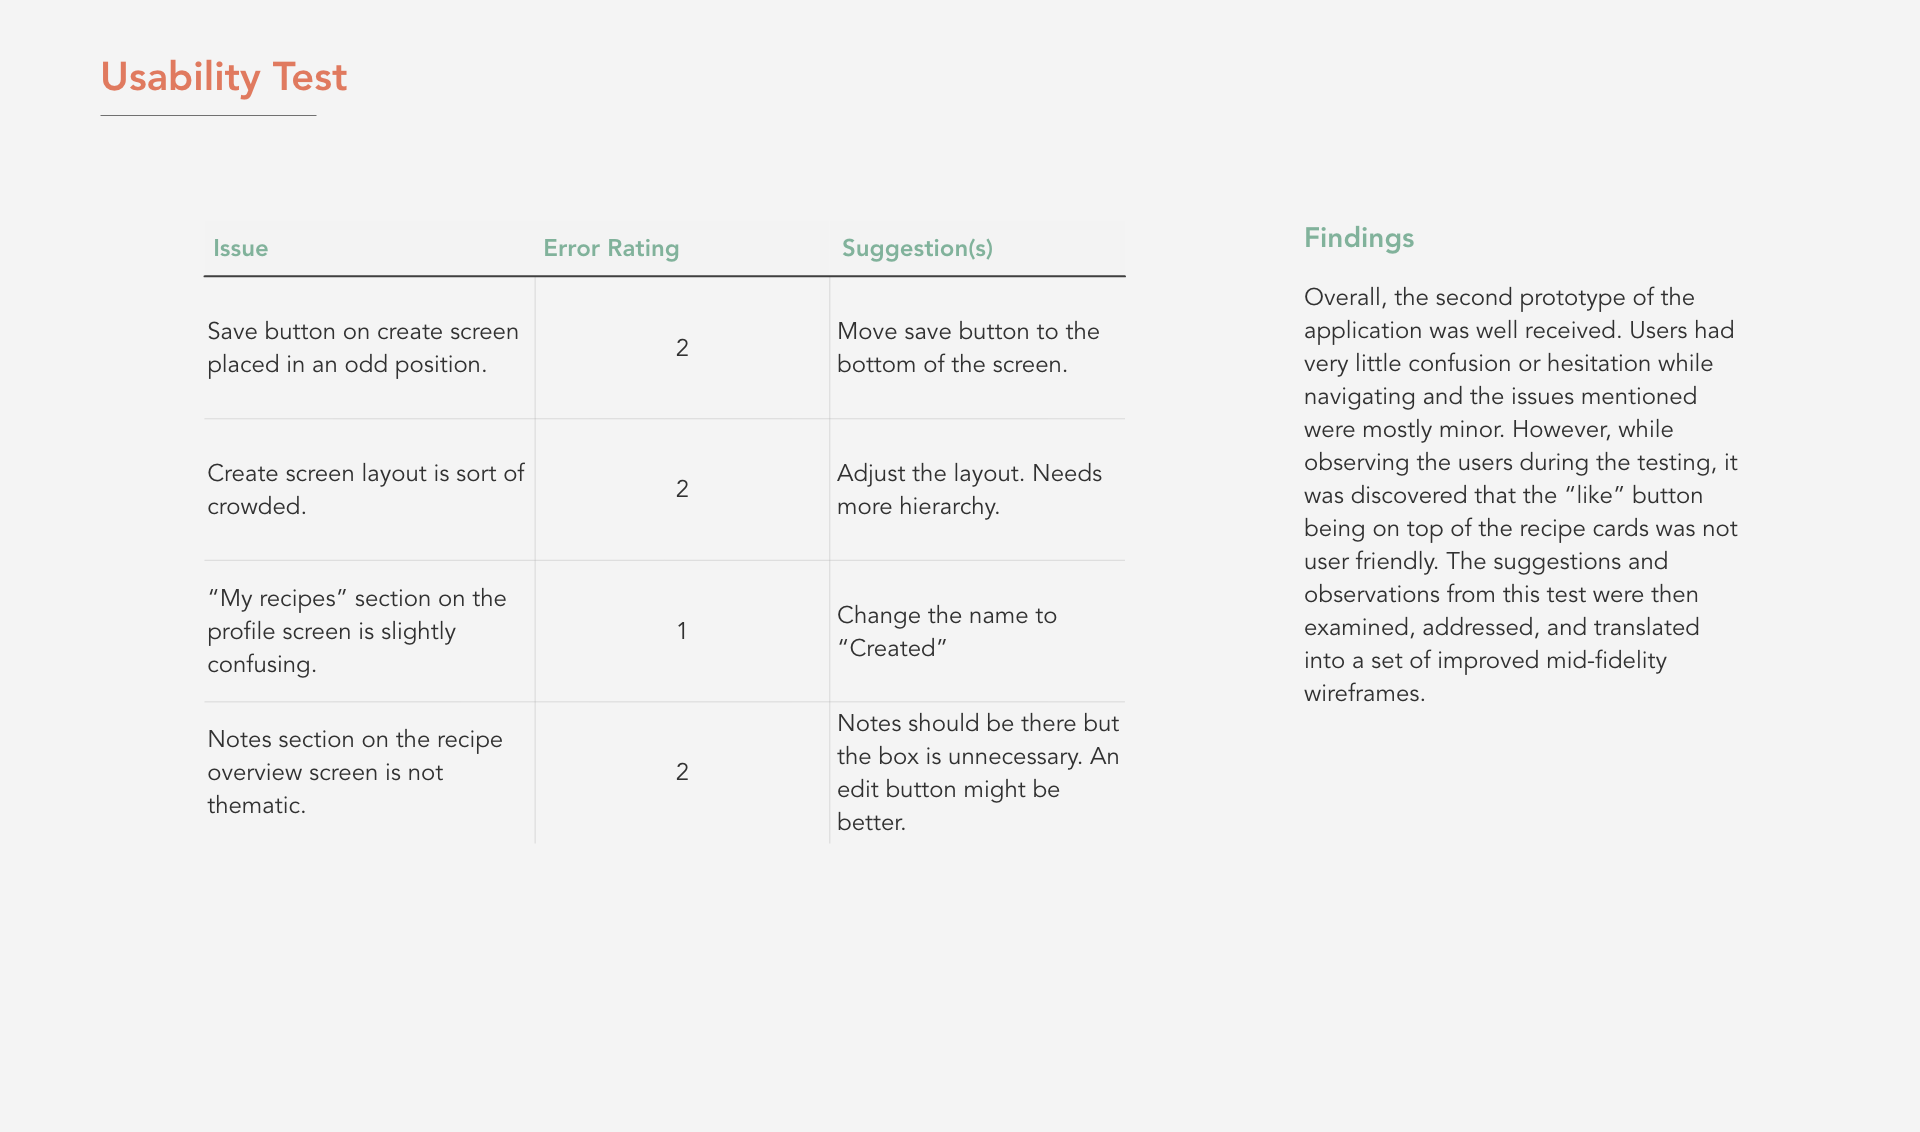 Usability Test
Issue
Error Rating
Suggestion(s)
Save button on create screen
placed in an odd position.
2
Move save button to the
bottom of the screen.
Create screen layout is sort of
crowded.
2
Adjust the layout. Needs
more hierarchy.
“My recipes” section on the
profile screen is slightly
confusing.
1
Change the name to
“Created”
Notes section on the recipe
overview screen is not
thematic.
2
Notes should be there but
the box is unnecessary. An
edit button might be
better.
Findings
Overall, the second prototype of the
application was well received. Users had
very little confusion or hesitation while
navigating and the issues mentioned
were mostly minor. However, while
observing the users during the testing, it
was discovered that the “like” button
being on top of the recipe cards was not
user friendly. The suggestions and
observations from this test were then
examined, addressed, and translated
into a set of improved mid-fidelity
wireframes.